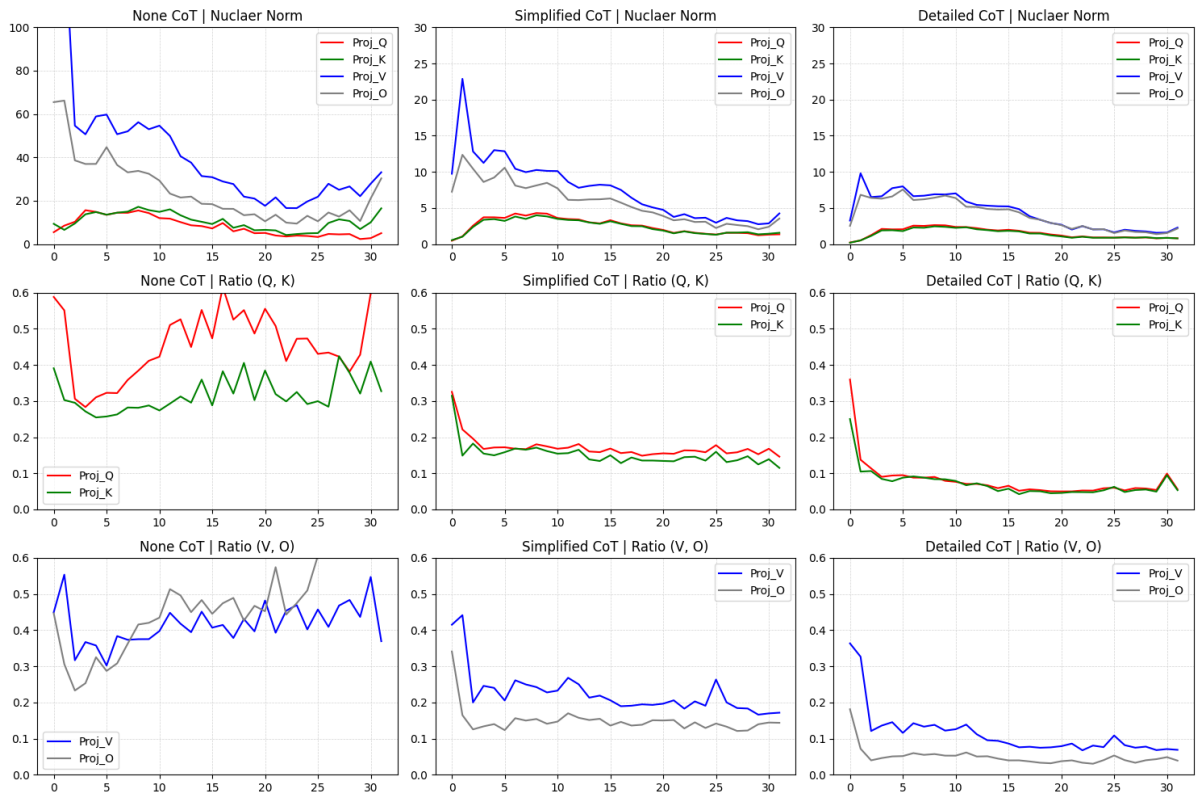 None CoT | Nuclaer Norm
100
80
60
40
20
0
0 5 10 15 20 25 30
Proj_Q
Proj_K
Proj_V
Proj_O
Simplified CoT | Nuclaer Norm
30
25
20
15
10
5
0
0 5 10 15 20 25 30
Proj_Q
Proj_K
Proj_V
Proj_O
Detailed CoT | Nuclaer Norm
30
25
20
15
10
5
0
0 5 10 15 20 25 30
Proj_Q
Proj_K
Proj_V
Proj_O
None CoT | Ratio (Q, K)
0.6
0.5
0.4
0.3
0.2
0.1
0.0
0 5 10 15 20 25 30
Proj_Q
Proj_K
Simplified CoT | Ratio (Q, K)
0.6
0.5
0.4
0.3
0.2
0.1
0.0
0 5 10 15 20 25 30
Proj_Q
Proj_K
Detailed CoT | Ratio (Q, K)
0.6
0.5
0.4
0.3
0.2
0.1
0.0
0 5 10 15 20 25 30
Proj_Q
Proj_K
None CoT | Ratio (V, O)
0.6
0.5
0.4
0.3
0.2
0.1
0.0
0 5 10 15 20 25 30
Proj_V
Proj_O
Simplified CoT | Ratio (V, O)
0.6
0.5
0.4
0.3
0.2
0.1
0.0
0 5 10 15 20 25 30
Proj_V
Proj_O
Detailed CoT | Ratio (V, O)
0.6
0.5
0.4
0.3
0.2
0.1
0.0
0 5 10 15 20 25 30
Proj_V
Proj_O